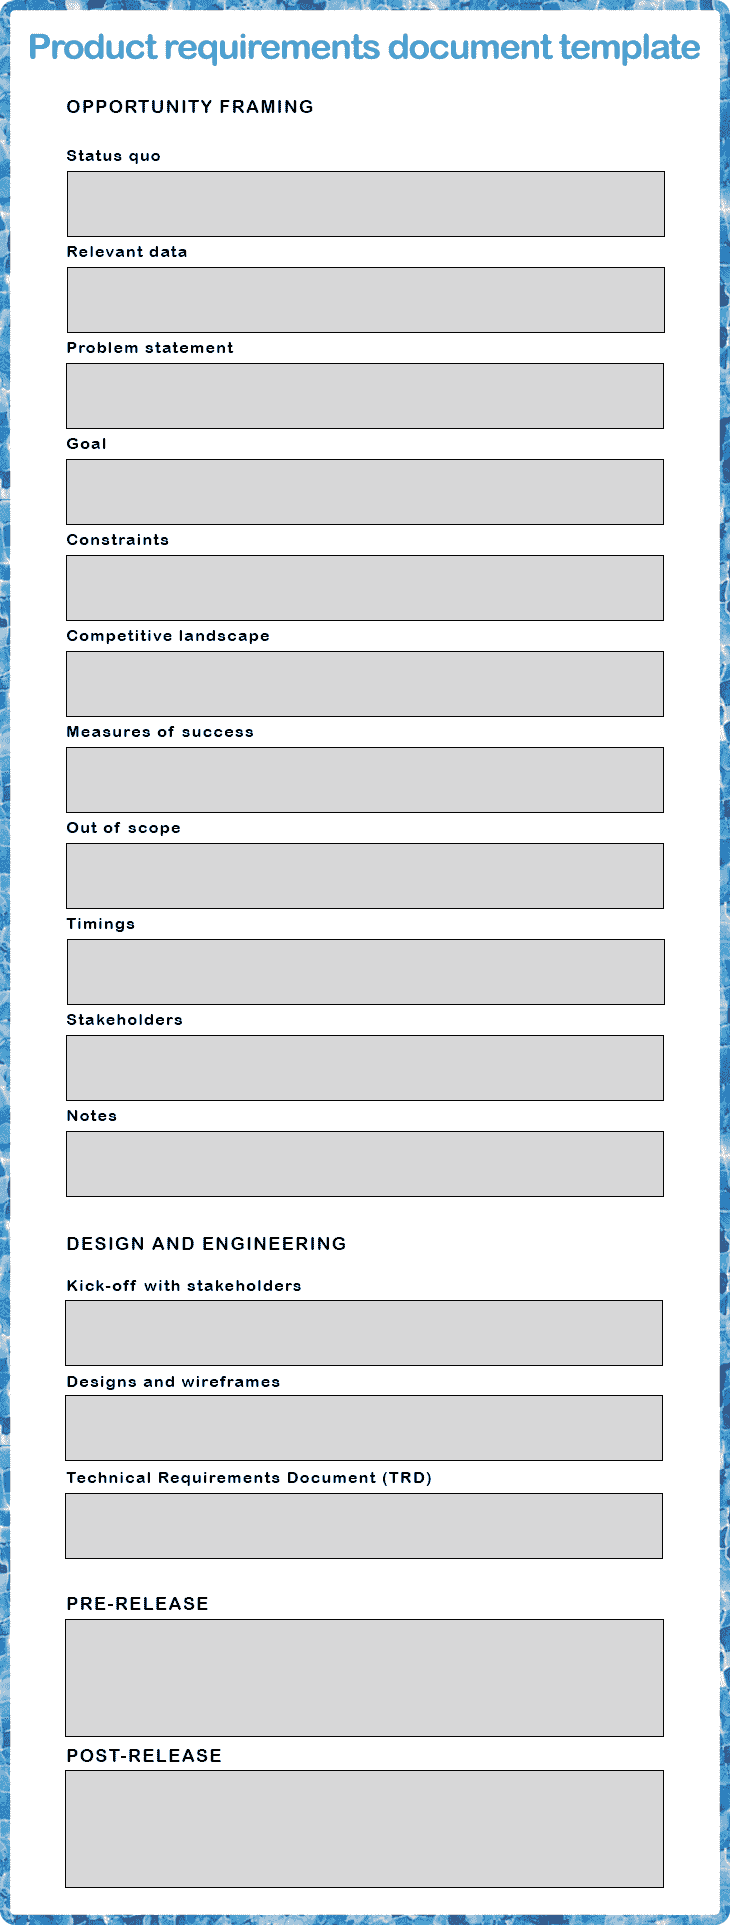 Product requirements document template
OPPORTUNITY FRAMING
Status quo
Relevant data
Problem statement
Goal
Constraints
Competitive landscape
Measures of success
Out of scope
Timings
Stakeholders
Notes
DESIGN AND ENGINEERING
Kick-off with stakeholders
Designs and wireframes
Technical Requirements Document (TRD)
PRE-RELEASE
POST-RELEASE